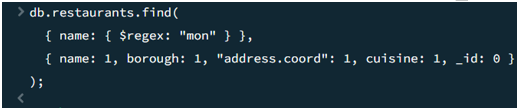 > db.restaurants.find(
{ name: { $regex: "mon" } },
{ name: 1, borough: 1, "address.coord": 1, cuisine: 1, _id: 0 }
);
<